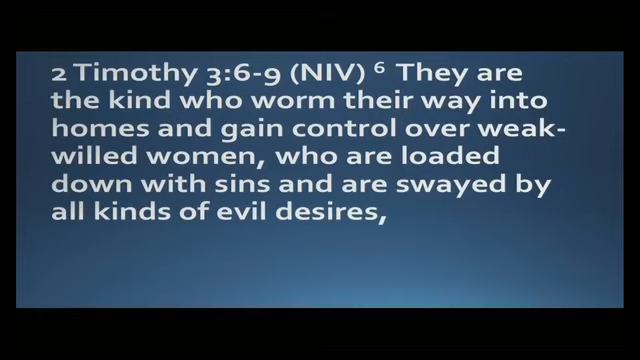 2 Timothy 3:6-9 (NIV) ⁶ They are
the kind who worm their way into
homes and gain control over weak-
willed women, who are loaded
down with sins and are swayed by
all kinds of evil desires,